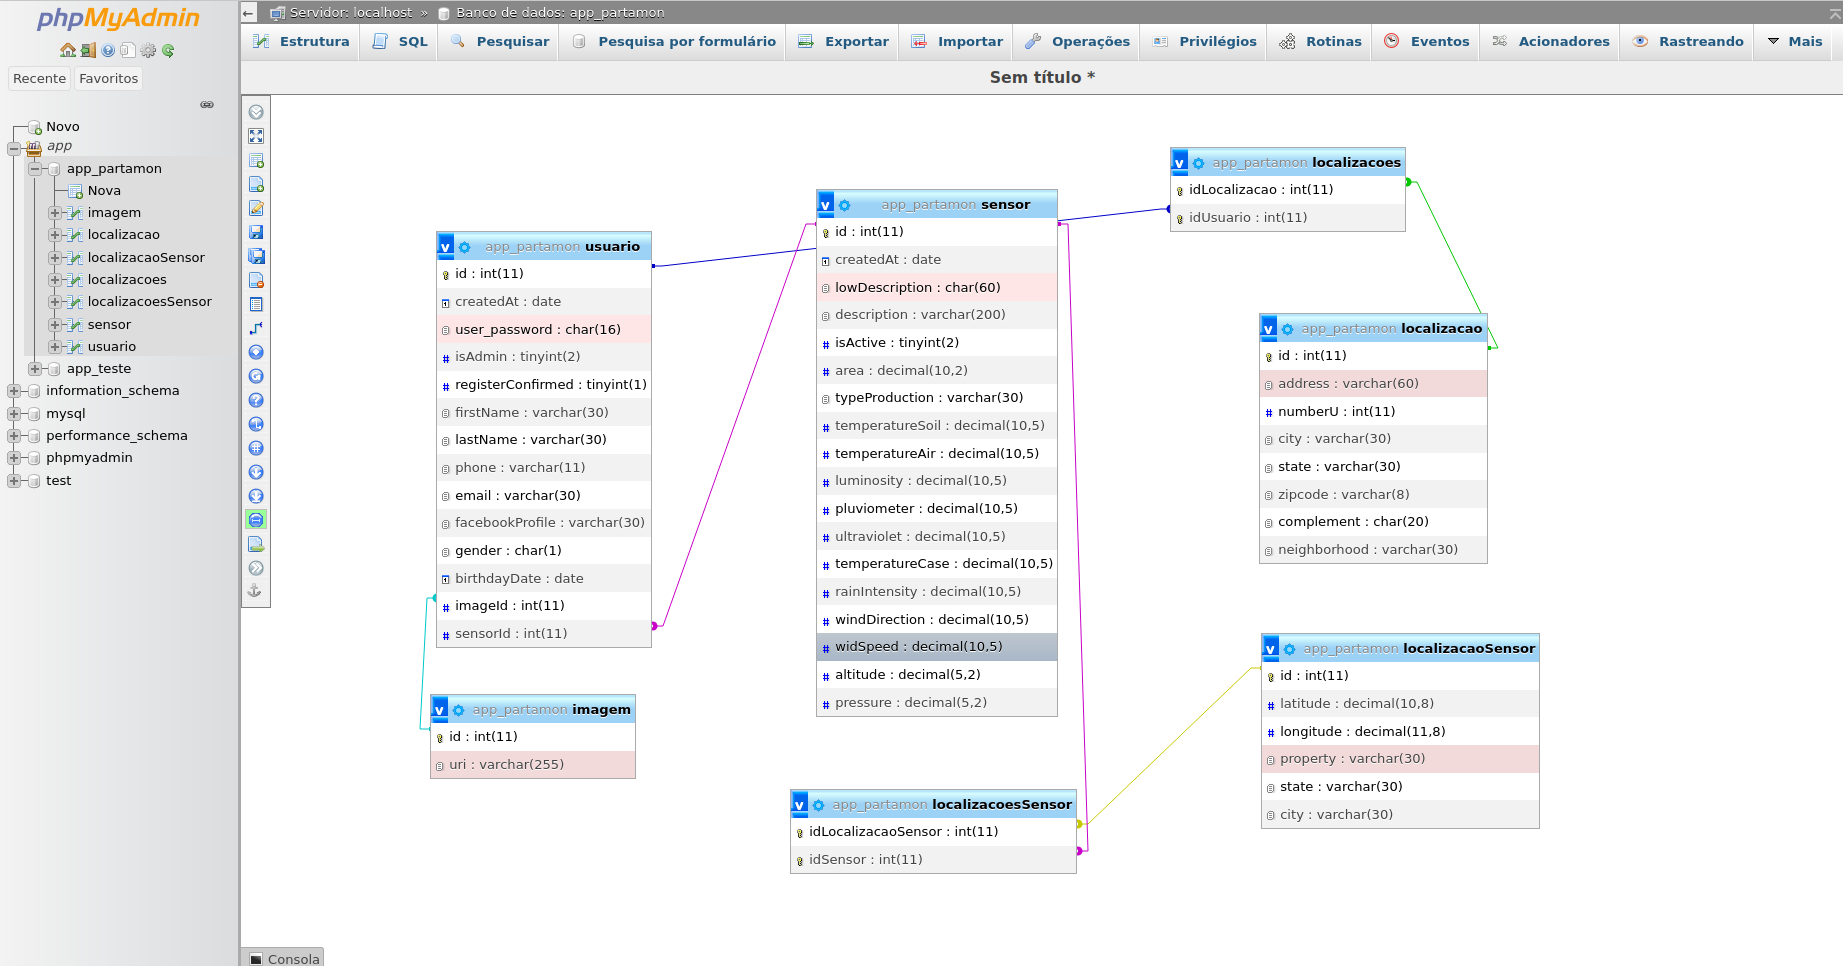 phpMyAdmin
Recente Favoritos
Novo
app
app_partamon
Nova
imagem
localizacao
localizacaoSensor
localizacoes
localizacoesSensor
sensor
usuario
app_teste
information_schema
mysql
performance_schema
phpmyadmin
test
← Servidor: localhost » Banco de dados: app_partamon
Estrutura SQL Pesquisar Pesquisa por formulário Exportar Importar Operações Privilégios Rotinas Eventos Acionadores Rastreando Mais
Sem título *
v app_partamon usuario
id : int(11)
createdAt : date
user_password : char(16)
isAdmin : tinyint(2)
registerConfirmed : tinyint(1)
firstName : varchar(30)
lastName : varchar(30)
phone : varchar(11)
email : varchar(30)
facebookProfile : varchar(30)
gender : char(1)
birthdayDate : date
imageId : int(11)
sensorId : int(11)
v app_partamon imagem
id : int(11)
uri : varchar(255)
v app_partamon sensor
id : int(11)
createdAt : date
lowDescription : char(60)
description : varchar(200)
isActive : tinyint(2)
area : decimal(10,2)
typeProduction : varchar(30)
temperatureSoil : decimal(10,5)
temperatureAir : decimal(10,5)
luminosity : decimal(10,5)
pluviometer : decimal(10,5)
ultraviolet : decimal(10,5)
temperatureCase : decimal(10,5)
rainIntensity : decimal(10,5)
windDirection : decimal(10,5)
widSpeed : decimal(10,5)
altitude : decimal(5,2)
pressure : decimal(5,2)
v app_partamon localizacoesSensor
idLocalizacaoSensor : int(11)
idSensor : int(11)
v app_partamon localizacoes
idLocalizacao : int(11)
idUsuario : int(11)
v app_partamon localizacao
id : int(11)
address : varchar(60)
numberU : int(11)
city : varchar(30)
state : varchar(30)
zipcode : varchar(8)
complement : char(20)
neighborhood : varchar(30)
v app_partamon localizacaoSensor
id : int(11)
latitude : decimal(10,8)
longitude : decimal(11,8)
property : varchar(30)
state : varchar(30)
city : varchar(30)
Consola